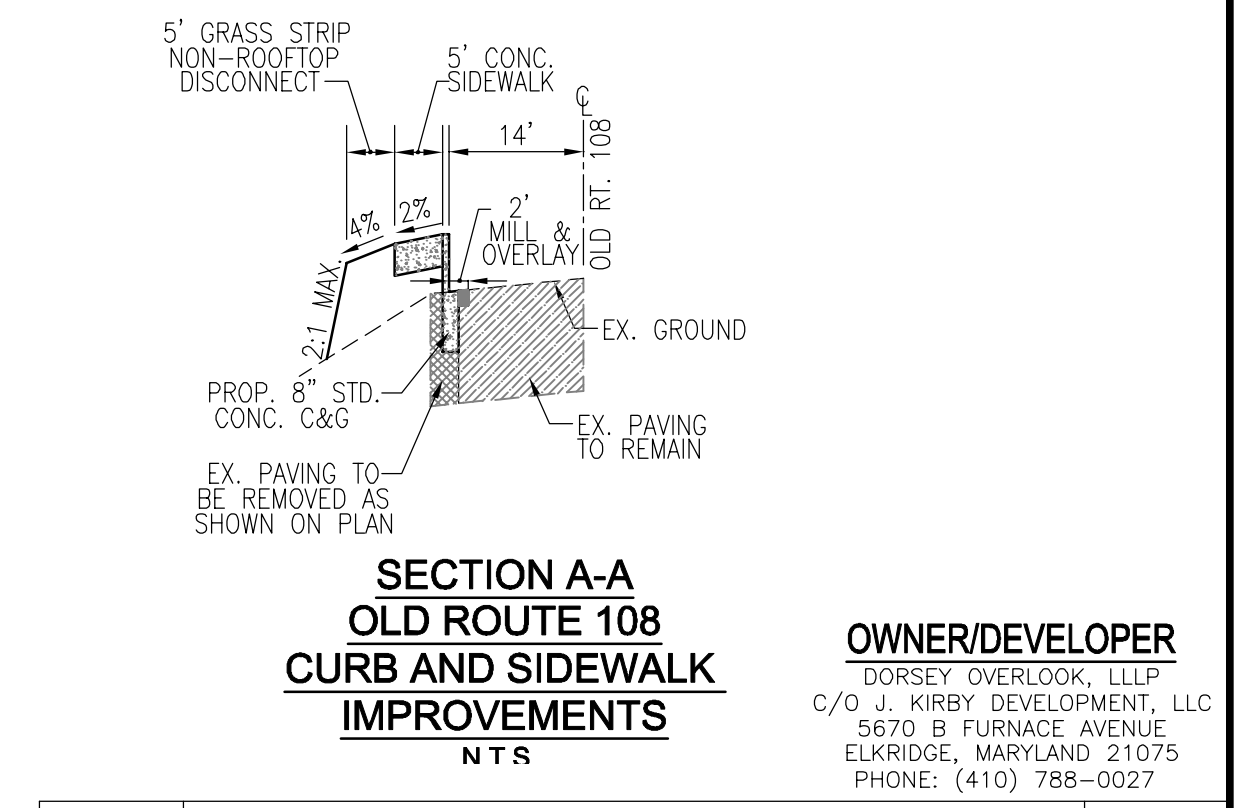 5' GRASS STRIP
NON-ROOFTOP
DISCONNECT
5' CONC.
SIDEWALK
℄
14'
OLD RT. 108
4%
2%
2'
MILL &
OVERLAY
2:1 MAX.
EX. GROUND
PROP. 8" STD.
CONC. C&G
EX. PAVING
TO REMAIN
EX. PAVING TO
BE REMOVED AS
SHOWN ON PLAN
SECTION A-A
OLD ROUTE 108
CURB AND SIDEWALK
IMPROVEMENTS
NTS
OWNER/DEVELOPER
DORSEY OVERLOOK, LLLP
C/O J. KIRBY DEVELOPMENT, LLC
5670 B FURNACE AVENUE
ELKRIDGE, MARYLAND 21075
PHONE: (410) 788-0027